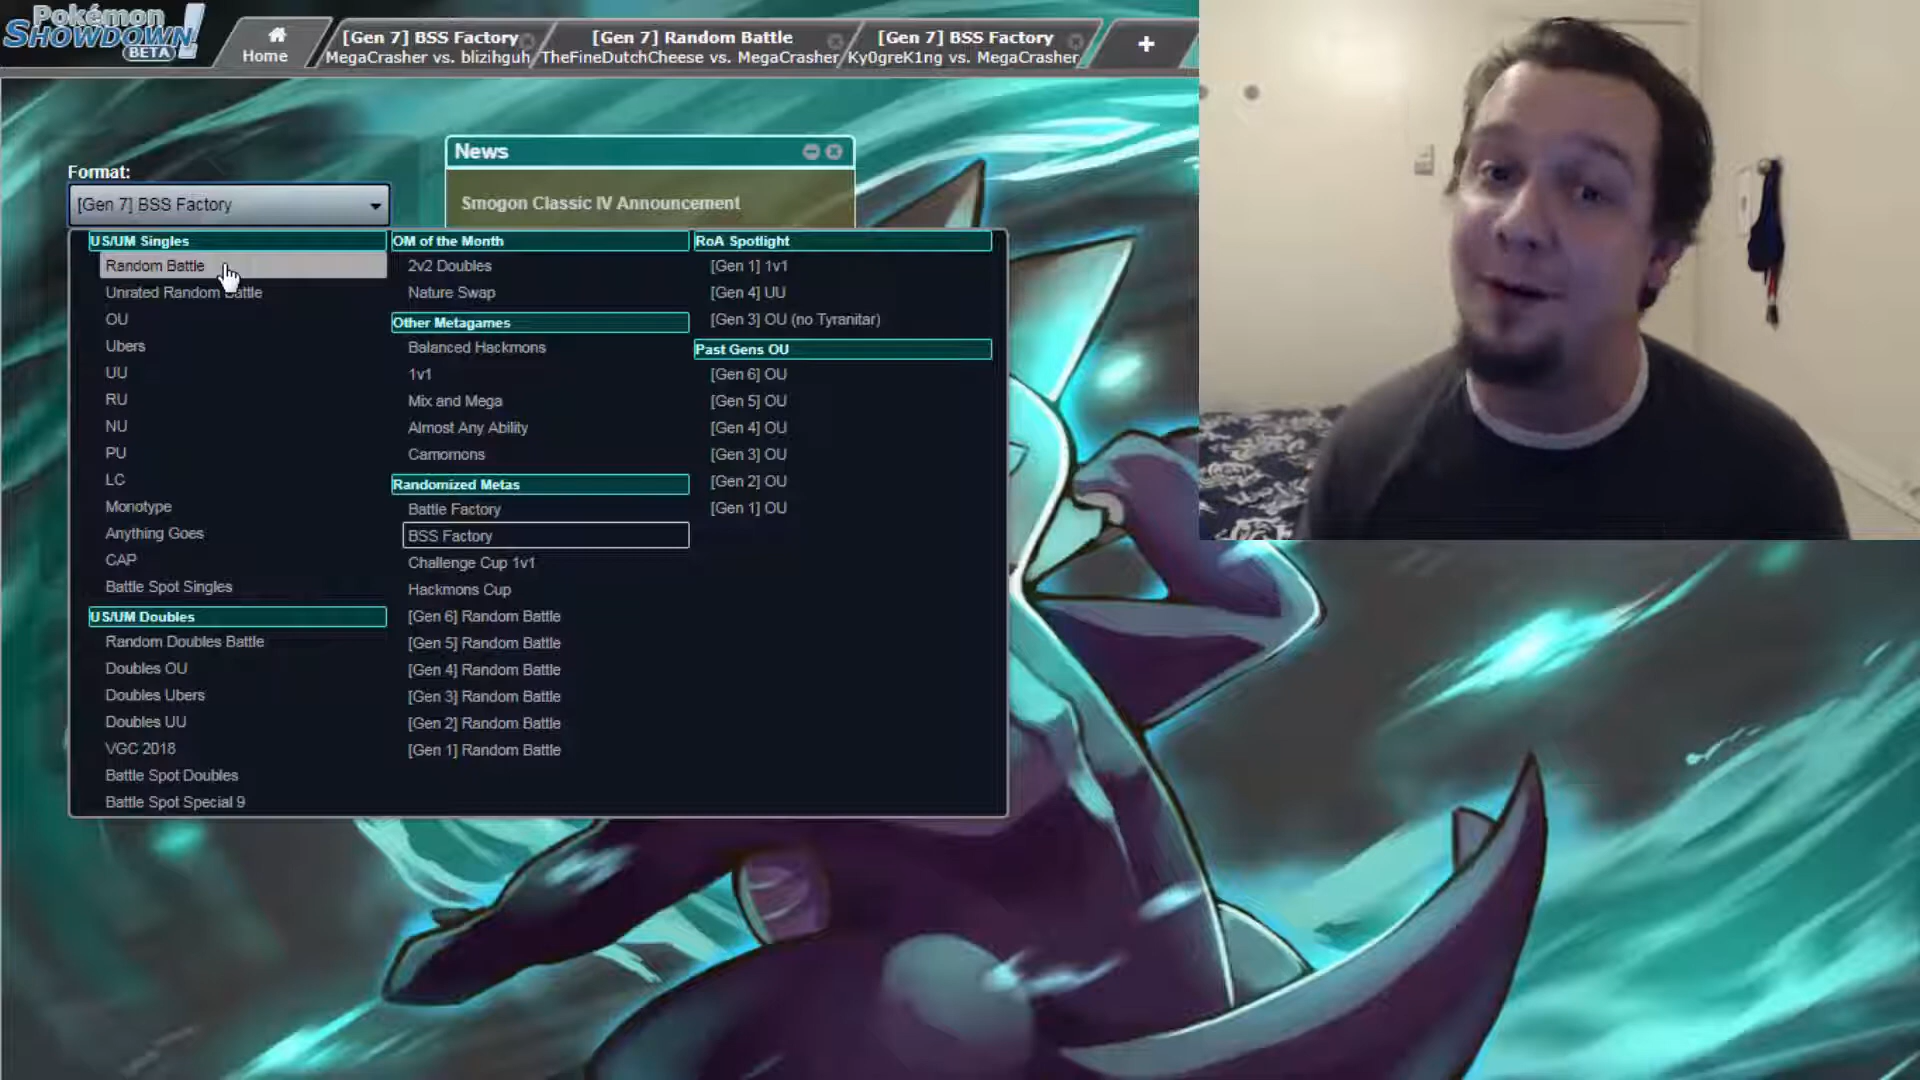 Pokémon
SHOWDOWN!
BETA
Home
[Gen 7] BSS Factory
MegaCrasher vs. blizihguh
[Gen 7] Random Battle
TheFineDutchCheese vs. MegaCrasher
[Gen 7] BSS Factory
Ky0greK1ng vs. MegaCrasher
+
Format:
[Gen 7] BSS Factory
News
Smogon Classic IV Announcement
US/UM Singles
Random Battle
Unrated Random Battle
OU
Ubers
UU
RU
NU
PU
LC
Monotype
Anything Goes
CAP
Battle Spot Singles
US/UM Doubles
Random Doubles Battle
Doubles OU
Doubles Ubers
Doubles UU
VGC 2018
Battle Spot Doubles
Battle Spot Special 9
OM of the Month
2v2 Doubles
Nature Swap
Other Metagames
Balanced Hackmons
1v1
Mix and Mega
Almost Any Ability
Camomons
Randomized Metas
Battle Factory
BSS Factory
Challenge Cup 1v1
Hackmons Cup
[Gen 6] Random Battle
[Gen 5] Random Battle
[Gen 4] Random Battle
[Gen 3] Random Battle
[Gen 2] Random Battle
[Gen 1] Random Battle
RoA Spotlight
[Gen 1] 1v1
[Gen 4] UU
[Gen 3] OU (no Tyranitar)
Past Gens OU
[Gen 6] OU
[Gen 5] OU
[Gen 4] OU
[Gen 3] OU
[Gen 2] OU
[Gen 1] OU